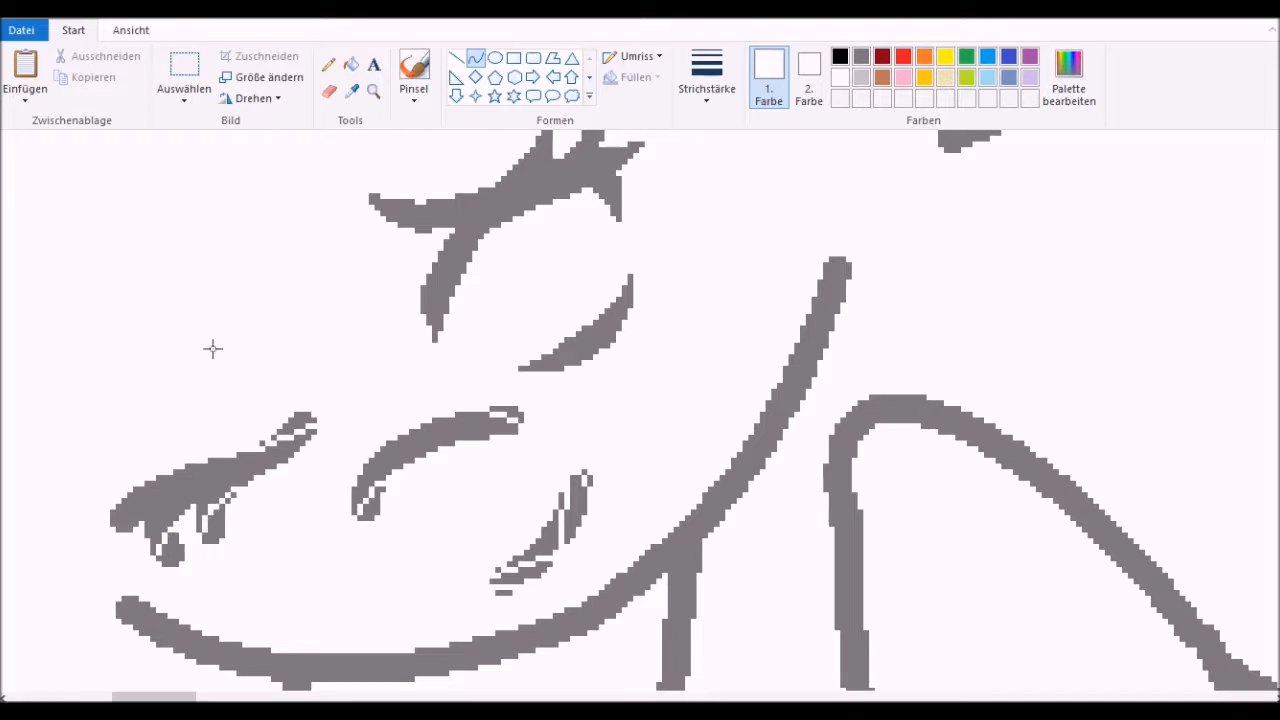 Datei Start Ansicht
Einfügen
Ausschneiden
Kopieren
Zwischenablage
Auswählen
Zuschneiden
Größe ändern
Drehen
Bild
A
Tools
Pinsel
Umriss
Füllen
Formen
Strichstärke
1.
Farbe
2.
Farbe
Palette
bearbeiten
Farben